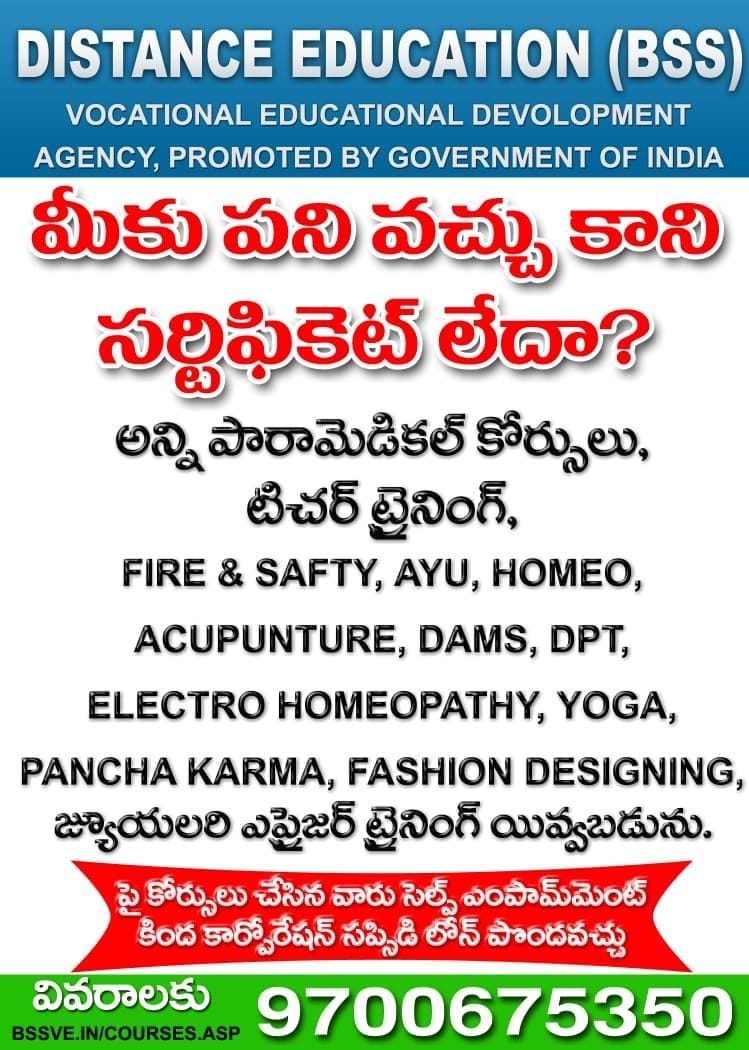 DISTANCE EDUCATION (BSS)
VOCATIONAL EDUCATIONAL DEVOLOPMENT
AGENCY, PROMOTED BY GOVERNMENT OF INDIA
మీకు పని వచ్చు కాని
సర్టిఫికెట్ లేదా?
అన్ని పారామెడికల్ కోర్సులు,
టిచర్ ట్రైనింగ్,
FIRE & SAFTY, AYU, HOMEO,
ACUPUNTURE, DAMS, DPT,
ELECTRO HOMEOPATHY, YOGA,
PANCHA KARMA, FASHION DESIGNING,
జ్యూయలరి ఎప్రైజర్ ట్రైనింగ్ యివ్వబడును.
పై కోర్సులు చేసిన వారు సెల్ప్ ఎంపామ్‌మెంట్
కింద కార్పోరేషన్ సప్సిడీ లోన్ పొందవచ్చు
వివరాలకు 9700675350
BSSVE.IN/COURSES.ASP